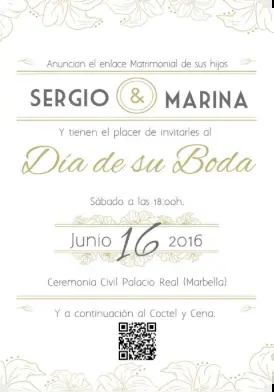 Anuncian el enlace Matrimonial de sus hijos
SERGIO & MARINA
Y tienen el placer de invitarles al
Día de su Boda
Sábado a las 18:00h.
Junio 16 2016
Ceremonia Civil Palacio Real (Marbella)
Y a continuación al Coctel y Cena.